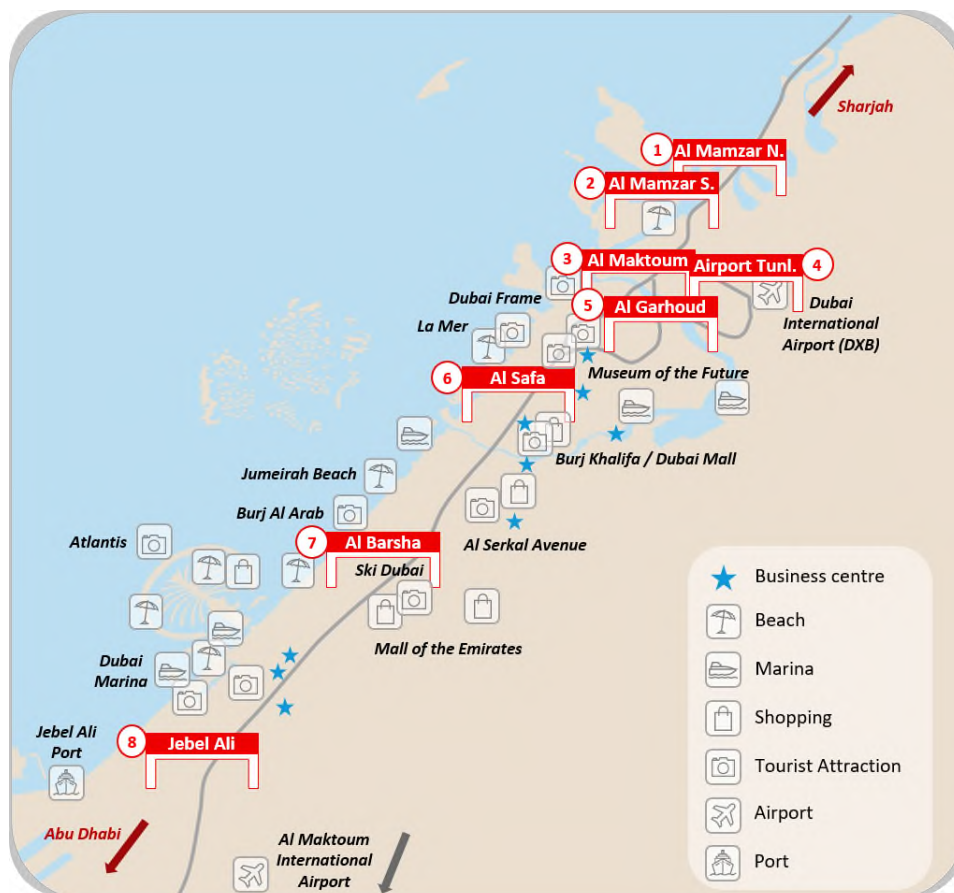 Sharjah
1
Al Mamzar N.
2
Al Mamzar S.
3
Al Maktoum
Airport Tunl.
4
Dubai Frame
5
Al Garhoud
Dubai
International
Airport (DXB)
La Mer
6
Al Safa
Museum of the Future
Burj Khalifa / Dubai Mall
Jumeirah Beach
Burj Al Arab
Al Serkal Avenue
Atlantis
7
Al Barsha
Ski Dubai
Mall of the Emirates
Dubai
Marina
Jebel Ali
Port
8
Jebel Ali
Abu Dhabi
Al Maktoum
International
Airport
Business centre
Beach
Marina
Shopping
Tourist Attraction
Airport
Port